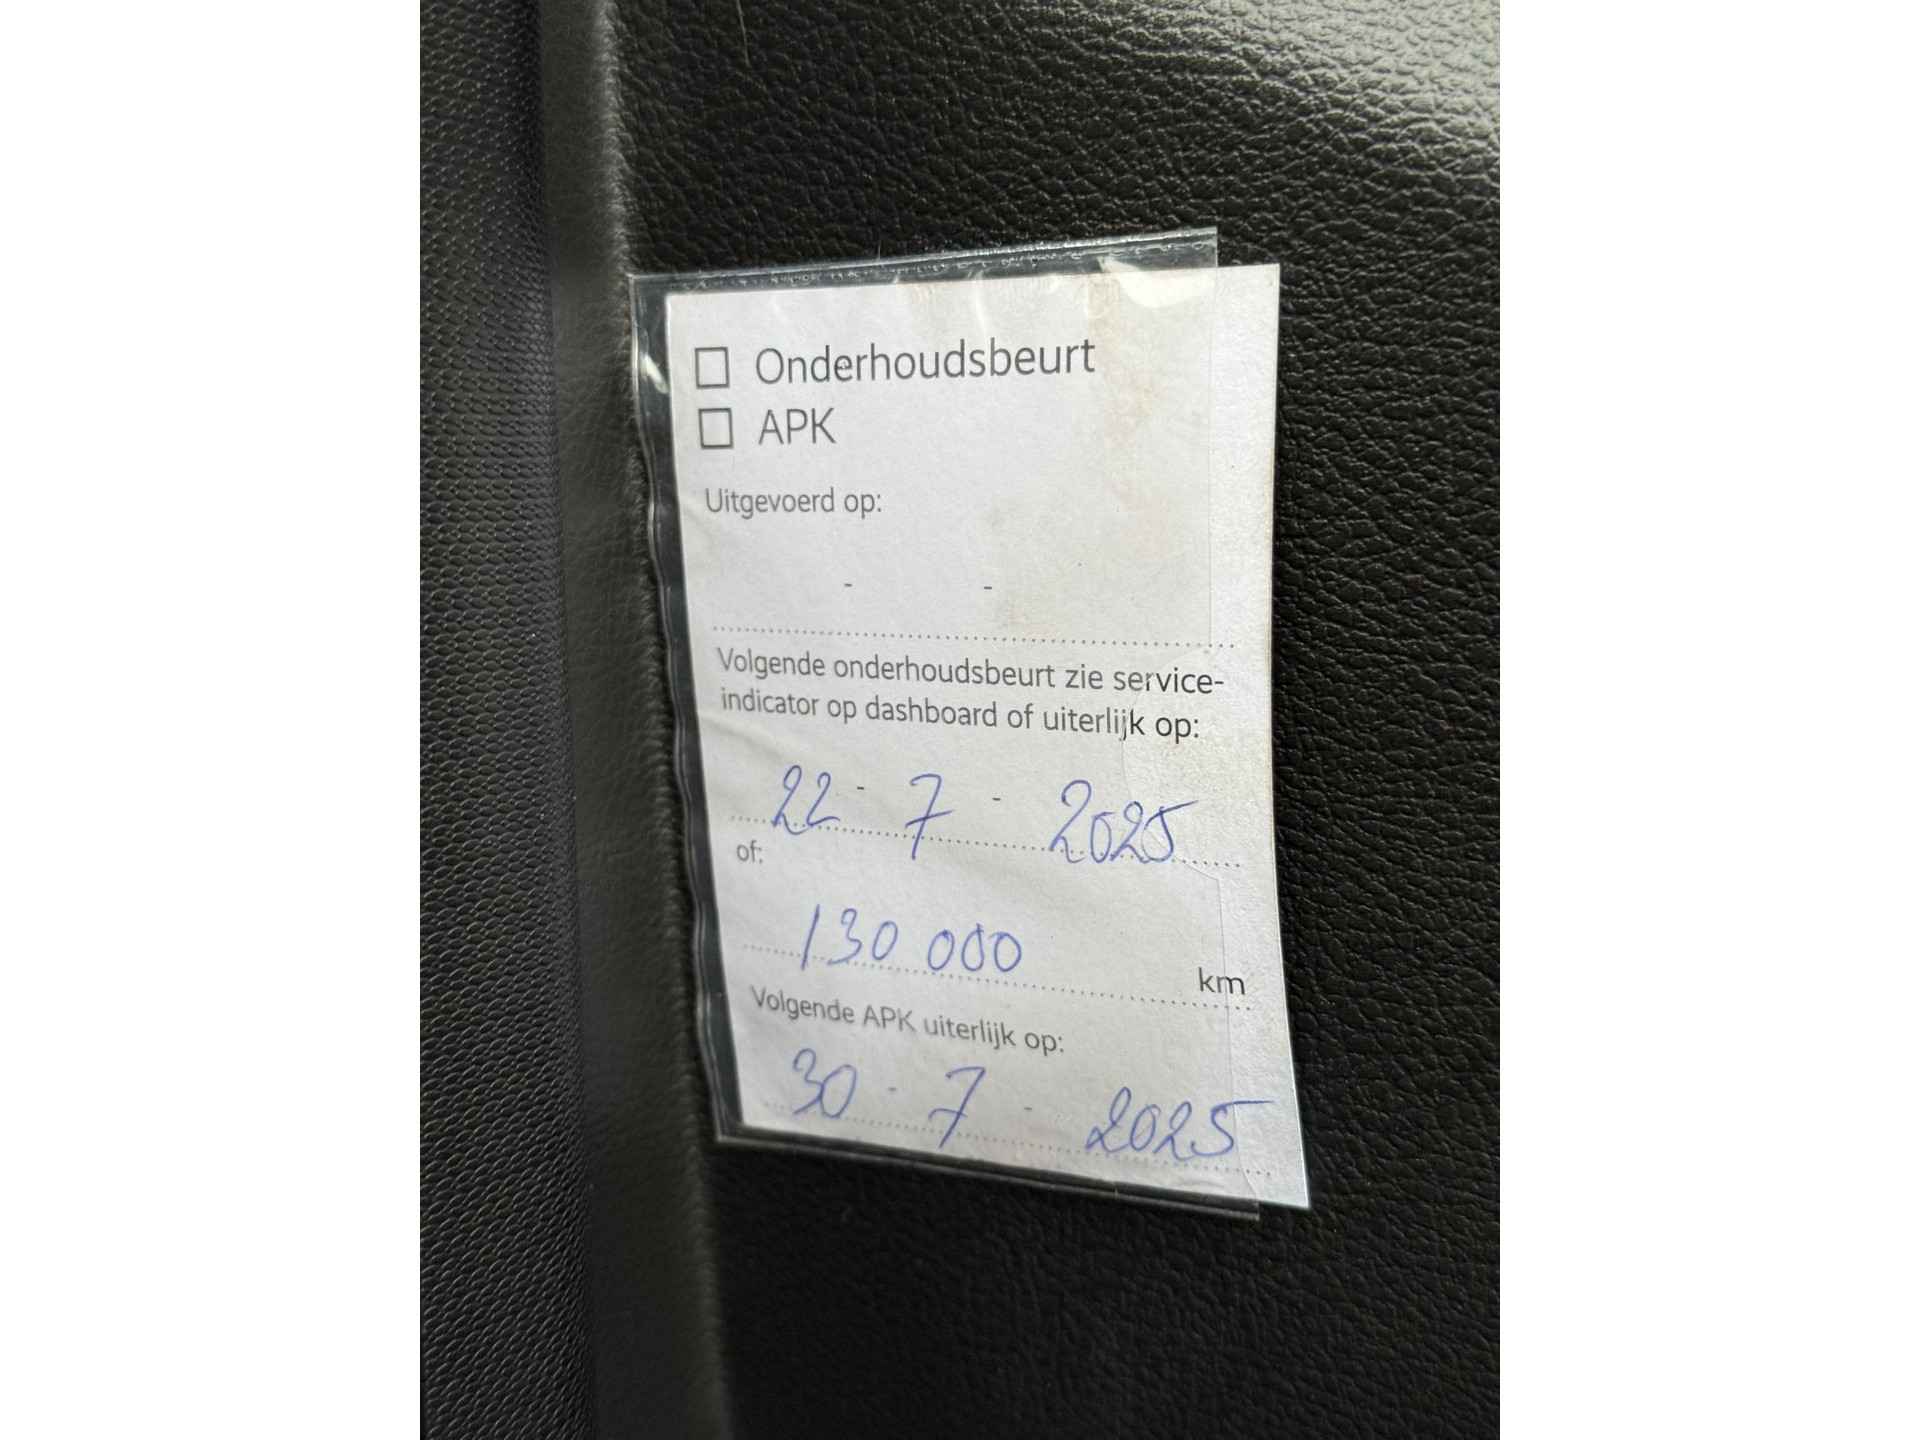 ☐ Onderhoudsbeurt
☐ APK
Uitgevoerd op:
- -
Volgende onderhoudsbeurt zie service-
indicator op dashboard of uiterlijk op:
22 - 7 - 2025
of:
130 000 km
Volgende APK uiterlijk op:
30 - 7 - 2025